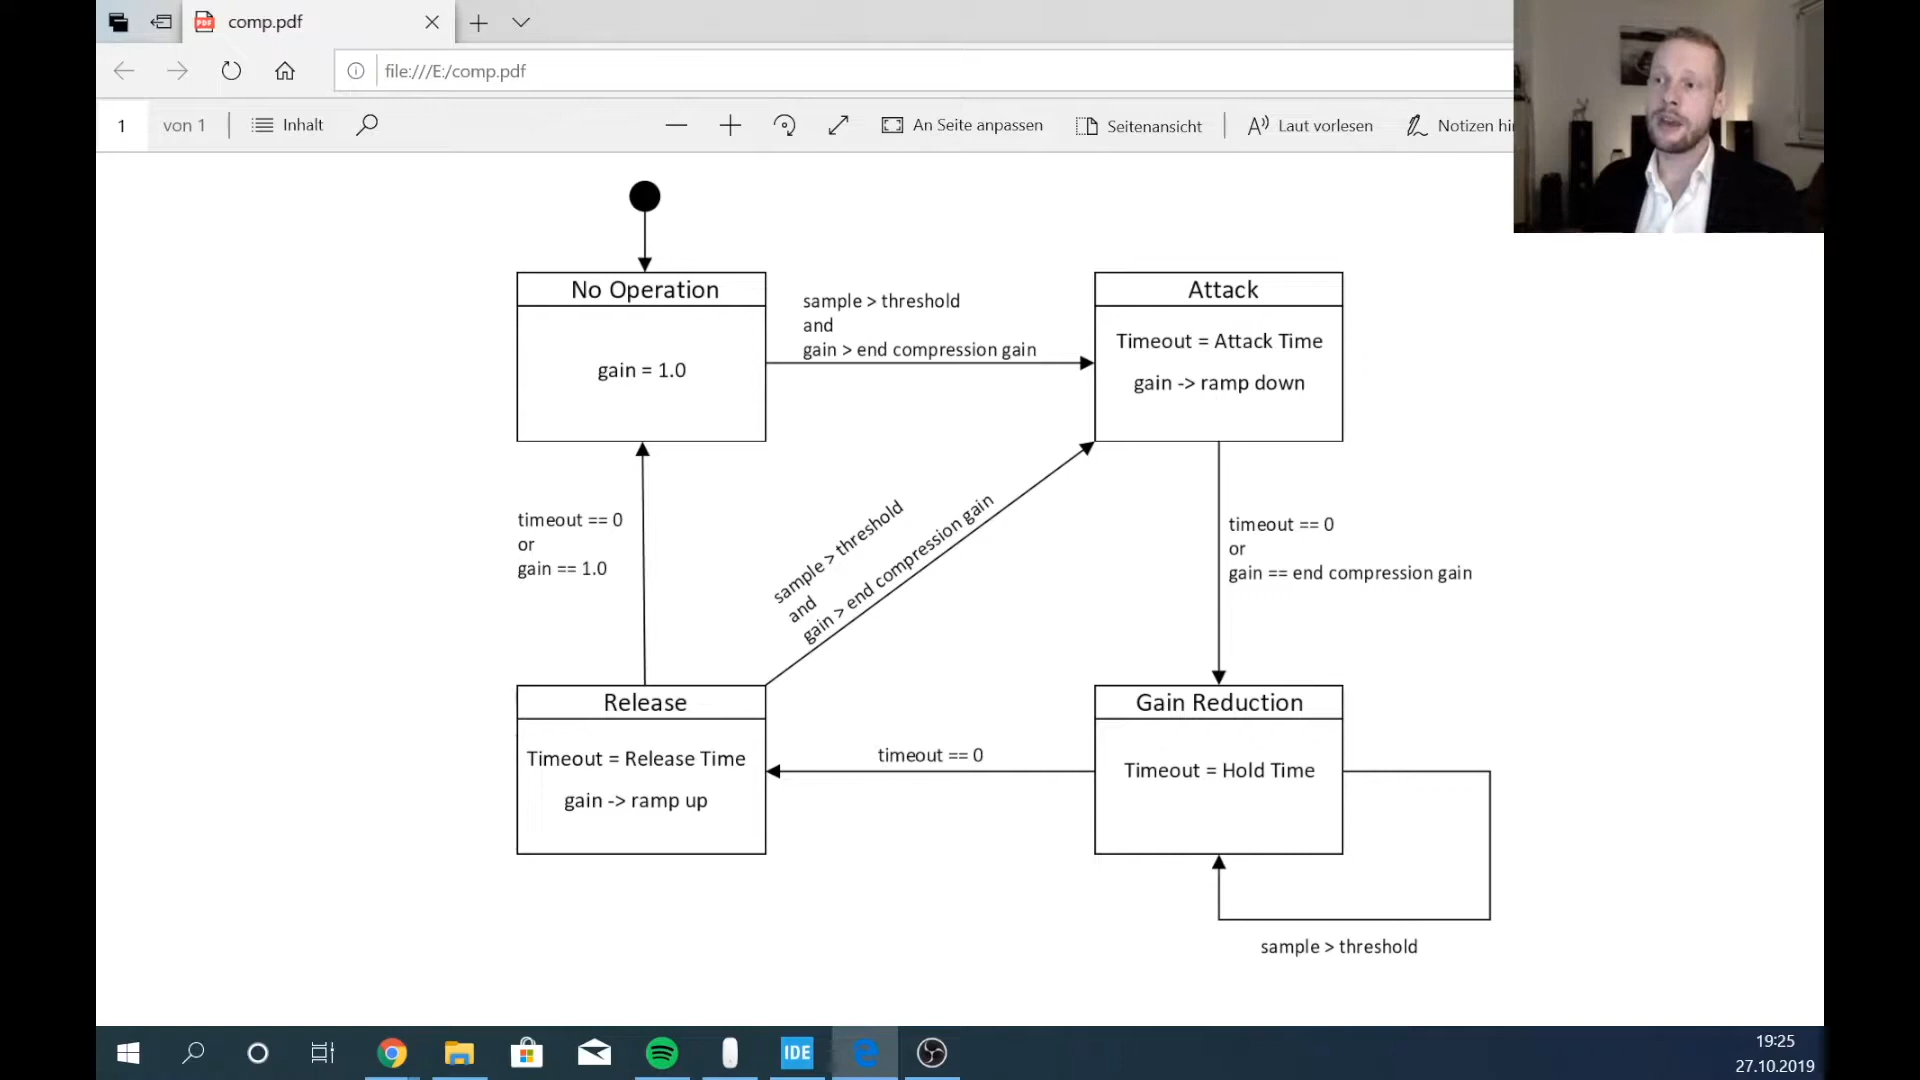 comp.pdf
file:///E:/comp.pdf
1 von 1 Inhalt An Seite anpassen Seitenansicht Laut vorlesen Notizen hi
No Operation
gain = 1.0
sample > threshold
and
gain > end compression gain
Attack
Timeout = Attack Time
gain -> ramp down
timeout == 0
or
gain == 1.0
sample > threshold
and
gain > end compression gain
timeout == 0
or
gain == end compression gain
Release
Timeout = Release Time
gain -> ramp up
timeout == 0
Gain Reduction
Timeout = Hold Time
sample > threshold
IDE
19:25
27.10.2019